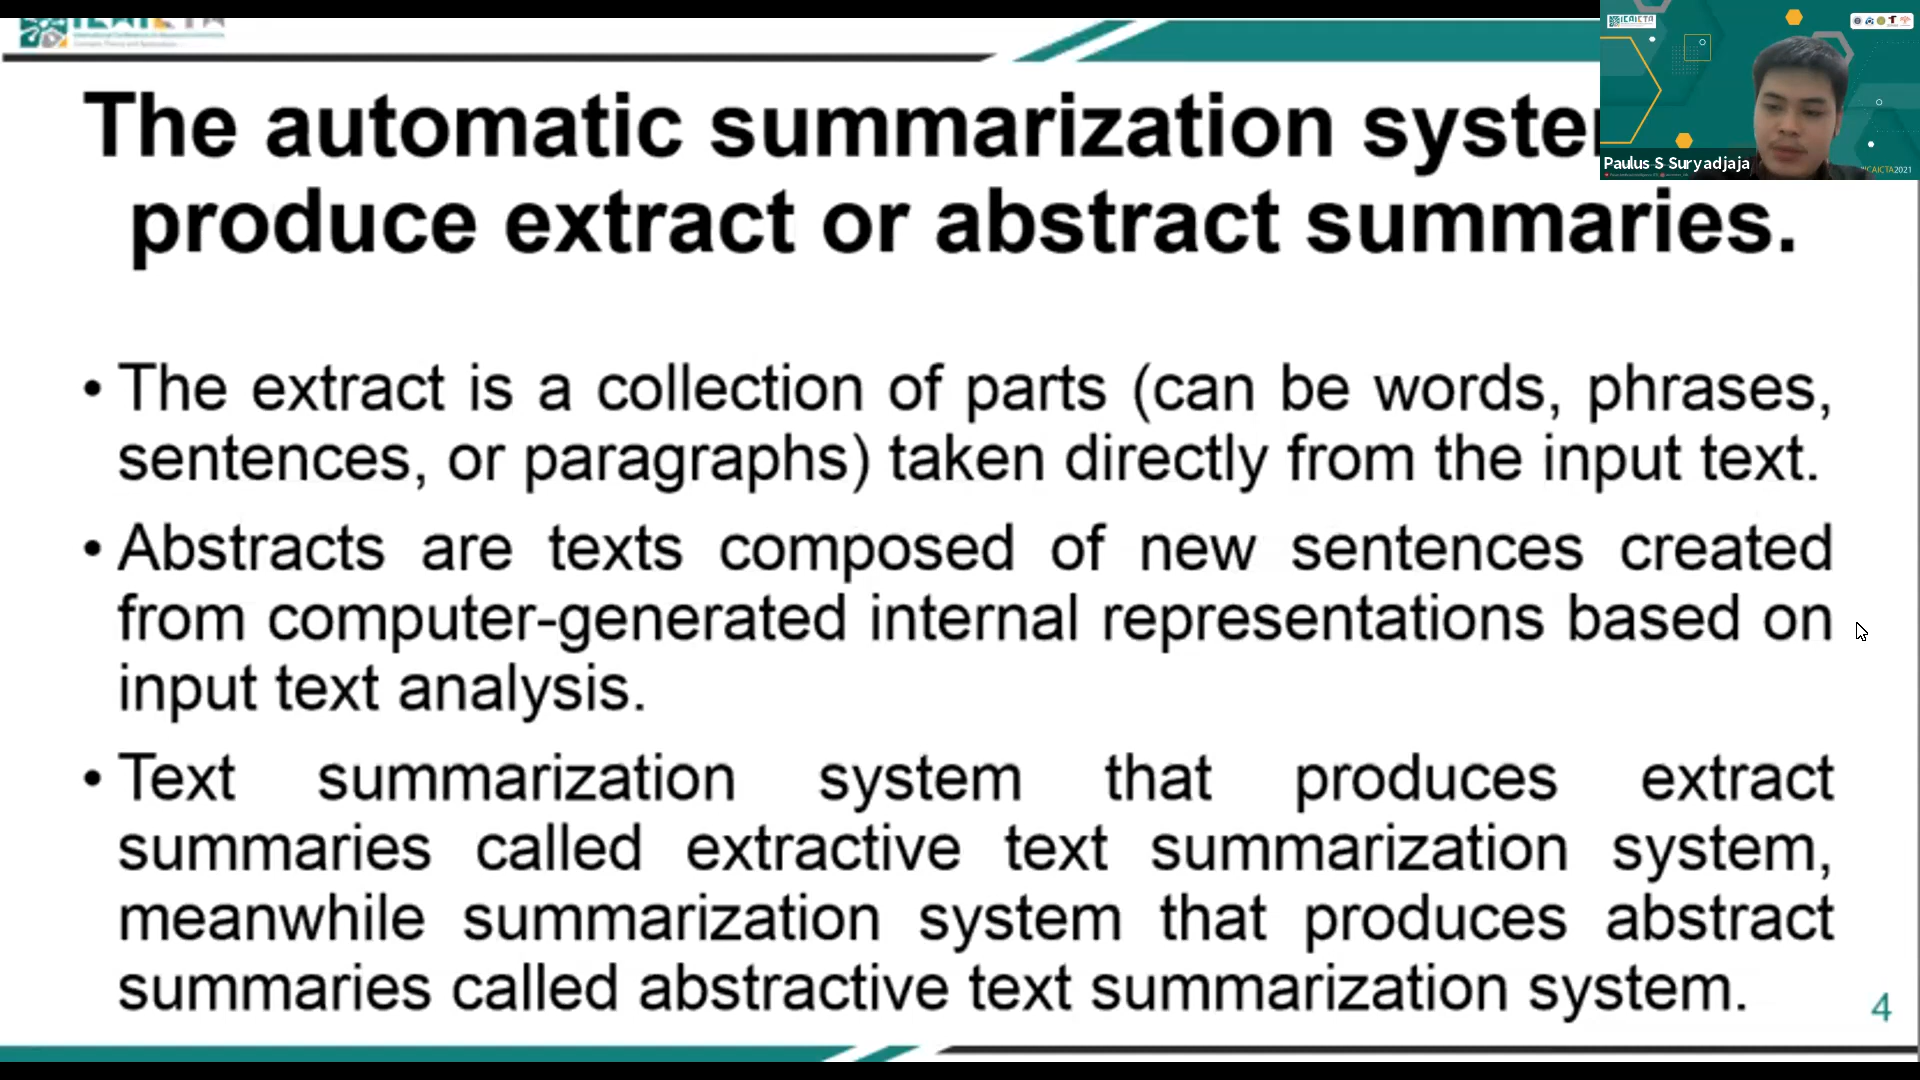 The automatic summarization
produce extract or abstract summaries.
• The extract is a collection of parts (can be words, phrases,
sentences, or paragraphs) taken directly from the input text.
• Abstracts are texts composed of new sentences created
from computer-generated internal representations based on
input text analysis.
• Text summarization system that produces extract
summaries called extractive text summarization system,
meanwhile summarization system that produces abstract
summaries called abstractive text summarization system.
4
ICAICTA
Paulus S Suryadjaja
ICAICTA2021